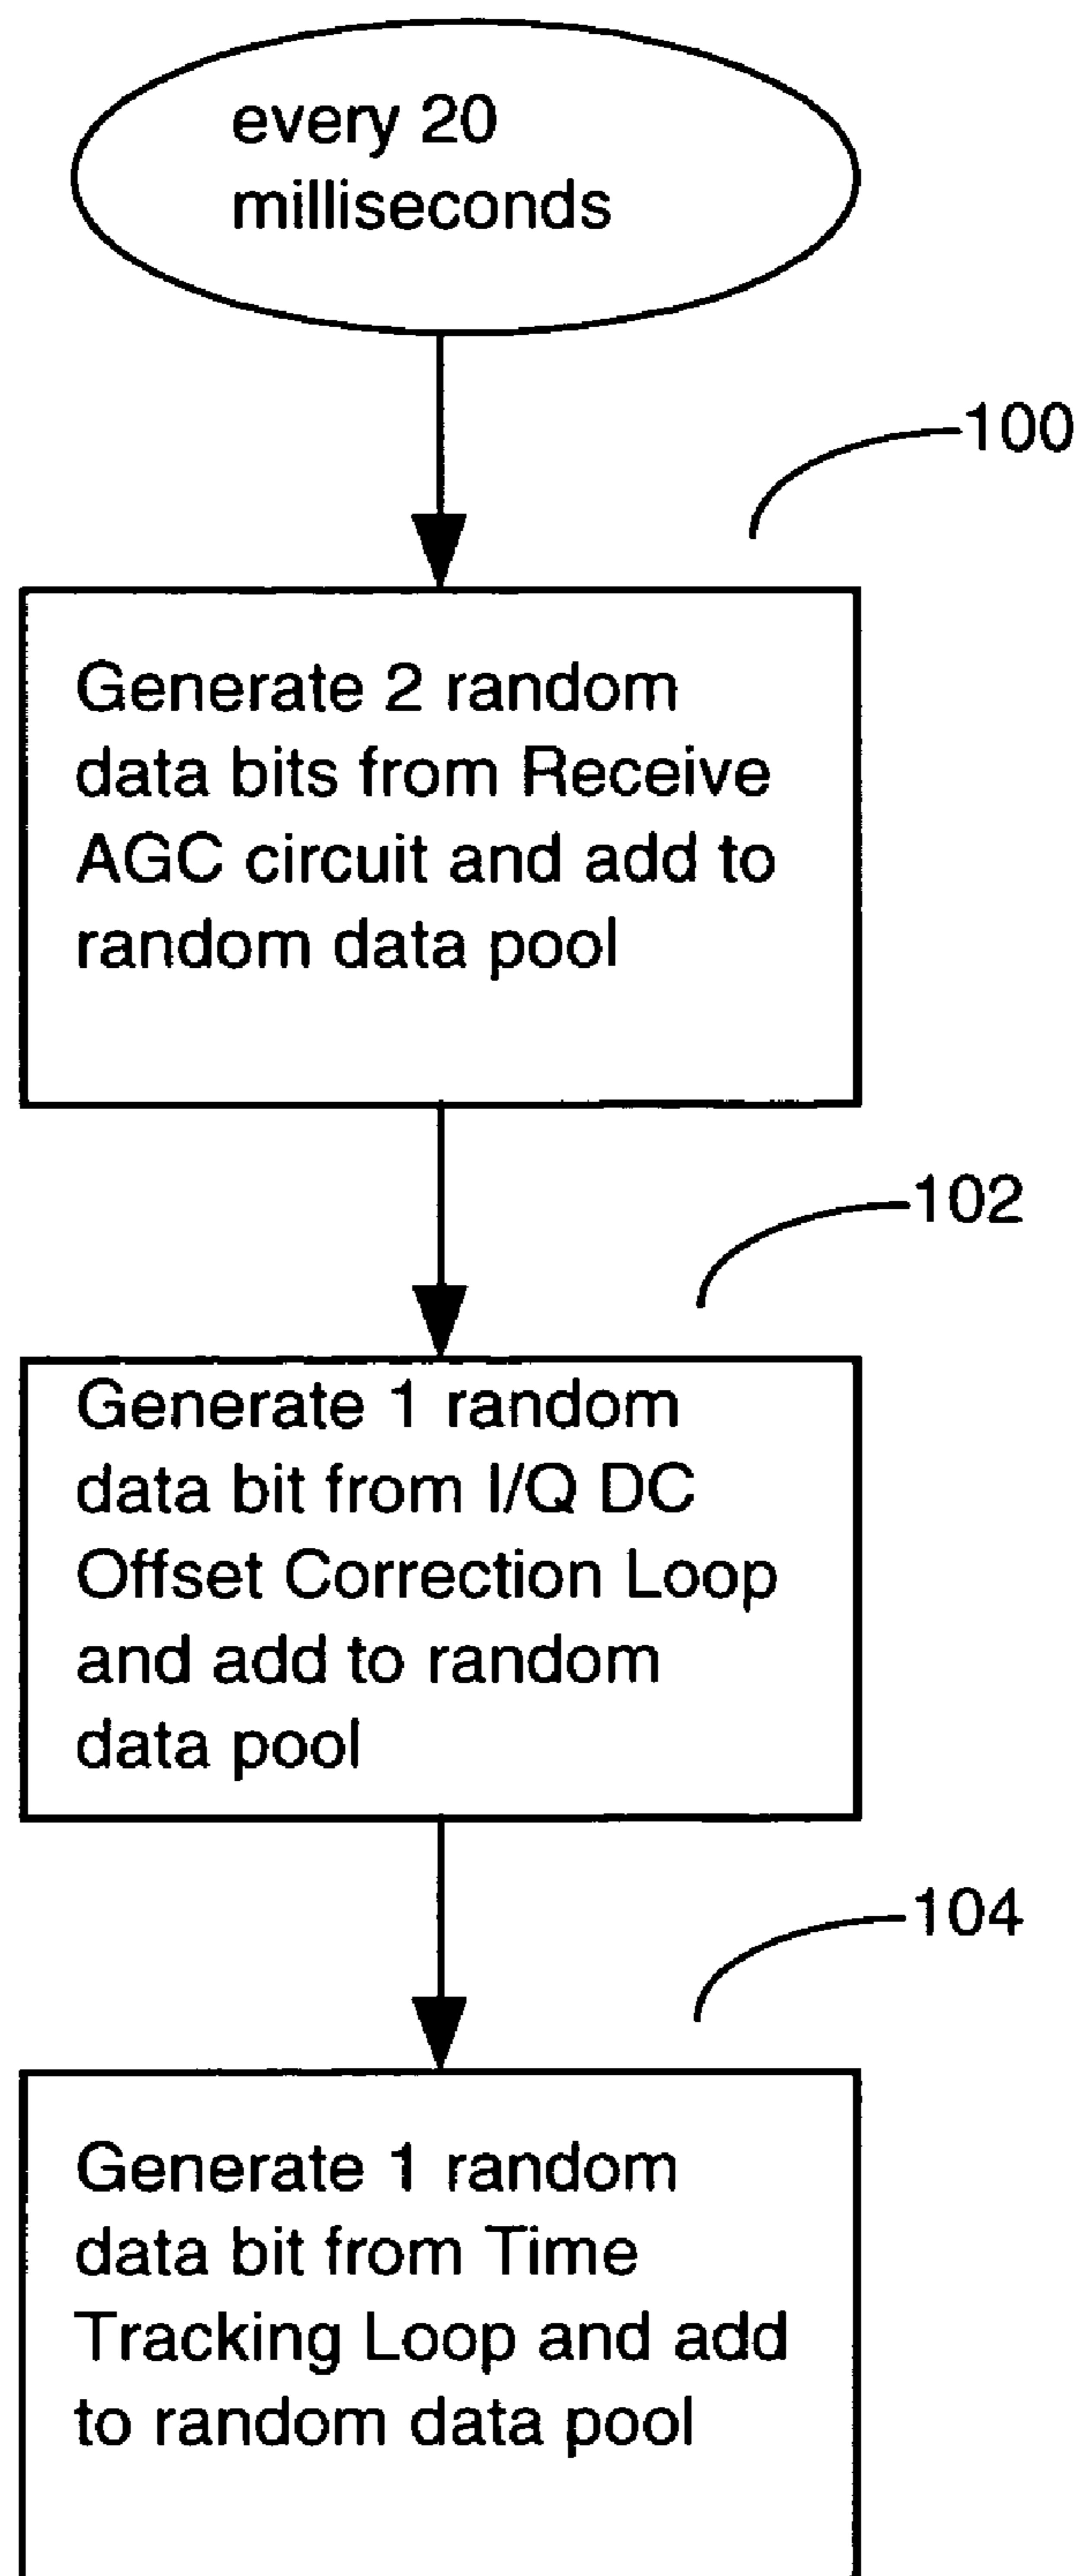 every 20
milliseconds
100
Generate 2 random
data bits from Receive
AGC circuit and add to
random data pool
102
Generate 1 random
data bit from I/Q DC
Offset Correction Loop
and add to random
data pool
104
Generate 1 random
data bit from Time
Tracking Loop and add
to random data pool